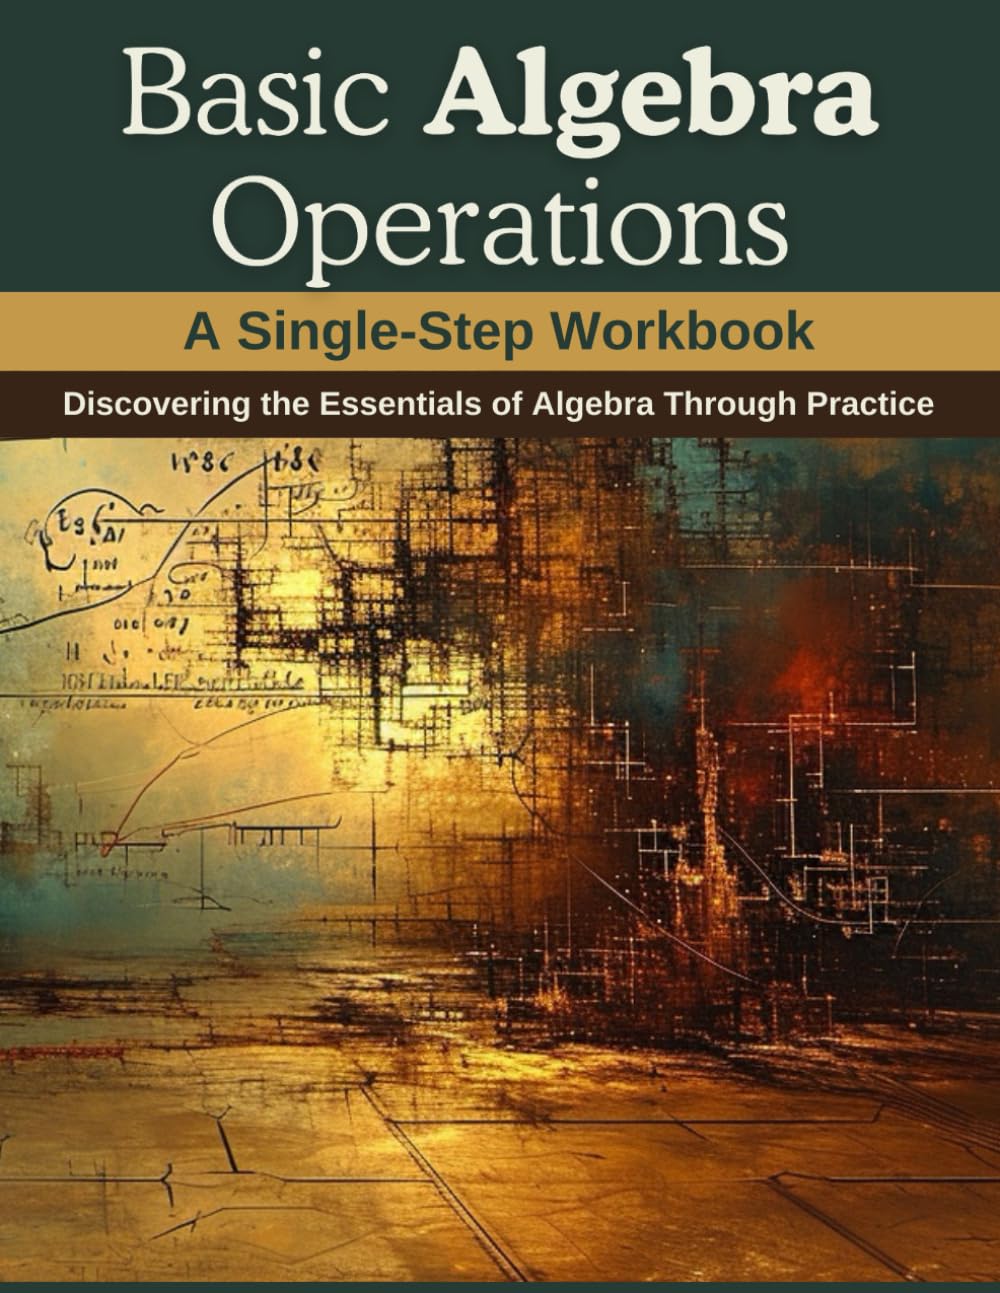 Basic Algebra
Operations
A Single-Step Workbook
Discovering the Essentials of Algebra Through Practice